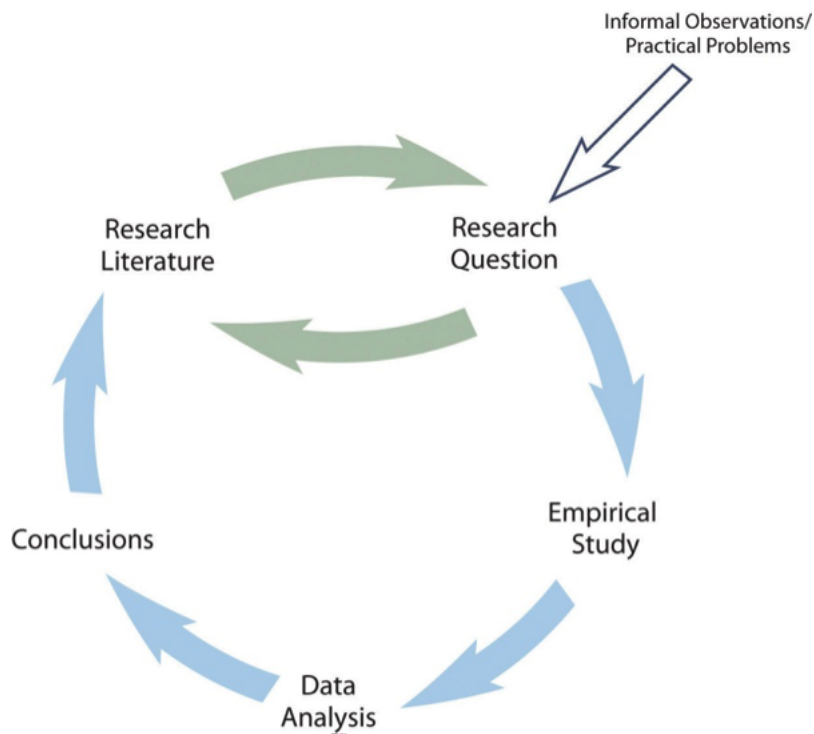 Informal Observations/
Practical Problems
Research
Literature
Research
Question
Empirical
Study
Conclusions
Data
Analysis